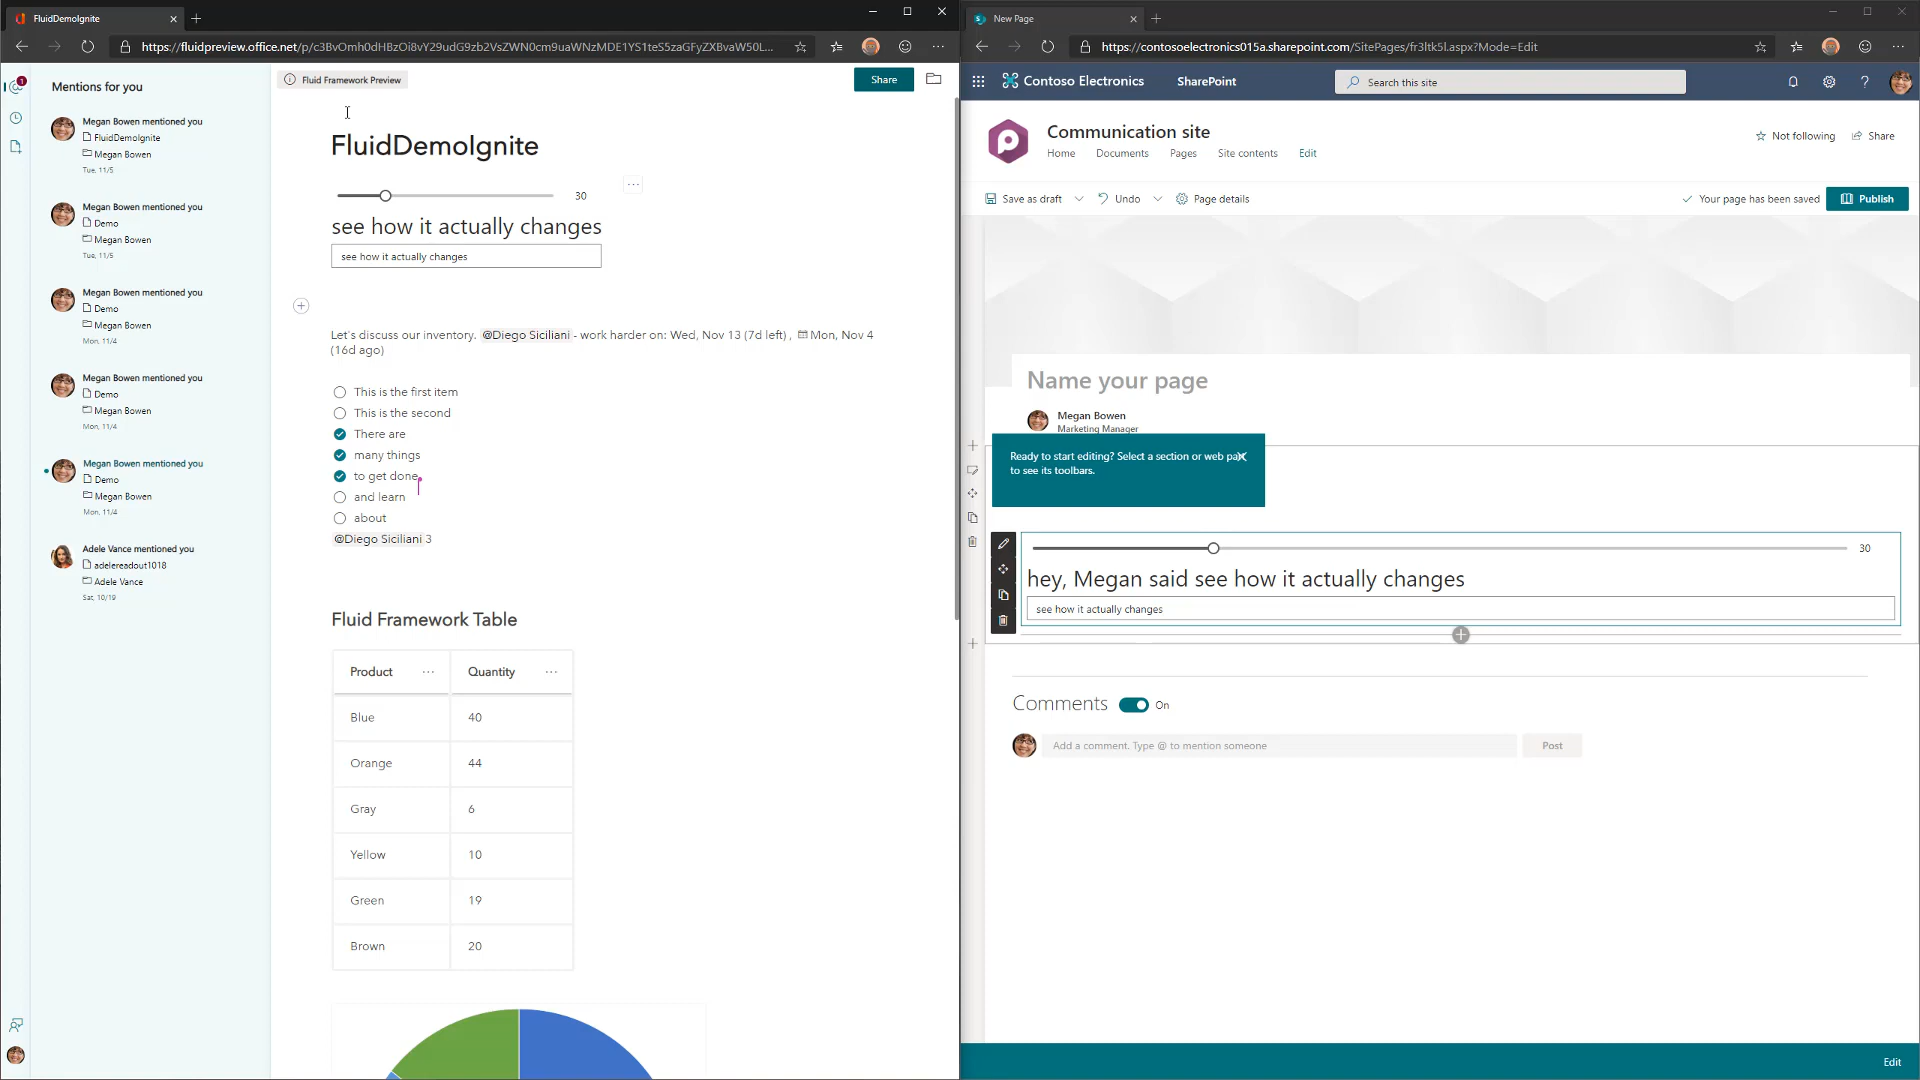 FluidDemoIgnite
https://fluidpreview.office.net/p/c3BvOmh0dHBzOi8vY29udG9zb2VsZWN0cm9uaWNzMDE1YS1teS5zaGFyZXBvaW50L...
Mentions for you
1
Megan Bowen mentioned you
FluidDemoIgnite
Megan Bowen
Tue, 11/5
Megan Bowen mentioned you
Demo
Megan Bowen
Tue, 11/5
Megan Bowen mentioned you
Demo
Megan Bowen
Mon, 11/4
Megan Bowen mentioned you
Demo
Megan Bowen
Mon, 11/4
Megan Bowen mentioned you
Demo
Megan Bowen
Mon, 11/4
Adele Vance mentioned you
adelereadout1018
Adele Vance
Sat, 10/19
Fluid Framework Preview
Share
FluidDemoIgnite
30
see how it actually changes
see how it actually changes
Let's discuss our inventory. @Diego Siciliani - work harder on: Wed, Nov 13 (7d left) , Mon, Nov 4
(16d ago)
This is the first item
This is the second
There are
many things
to get done
and learn
about
@Diego Siciliani 3
Fluid Framework Table
Product ... Quantity ...
Blue 40
Orange 44
Gray 6
Yellow 10
Green 19
Brown 20
New Page
https://contosoelectronics015a.sharepoint.com/SitePages/fr3ltk5l.aspx?Mode=Edit
Contoso Electronics SharePoint
Search this site
?
P
Communication site
Home Documents Pages Site contents Edit
Not following Share
Save as draft Undo Page details
Your page has been saved Publish
Name your page
Megan Bowen
Marketing Manager
Ready to start editing? Select a section or web part
to see its toolbars.
30
hey, Megan said see how it actually changes
see how it actually changes
Comments On
Add a comment. Type @ to mention someone
Post
Edit